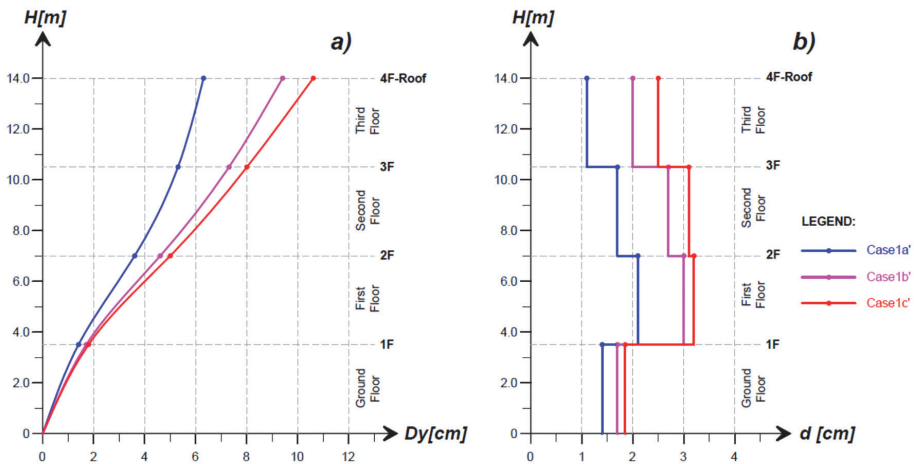 H[m]
a)
14.0
12.0
10.0
8.0
6.0
4.0
2.0
0
0
2
4
6
8
10
12
Dy[cm]
4F-Roof
Third
Floor
3F
Second
Floor
2F
First
Floor
1F
Ground
Floor
H[m]
b)
14.0
12.0
10.0
8.0
6.0
4.0
2.0
0
0
1
2
3
4
d [cm]
4F-Roof
Third
Floor
3F
Second
Floor
2F
First
Floor
1F
Ground
Floor
LEGEND:
Case1a'
Case1b'
Case1c'